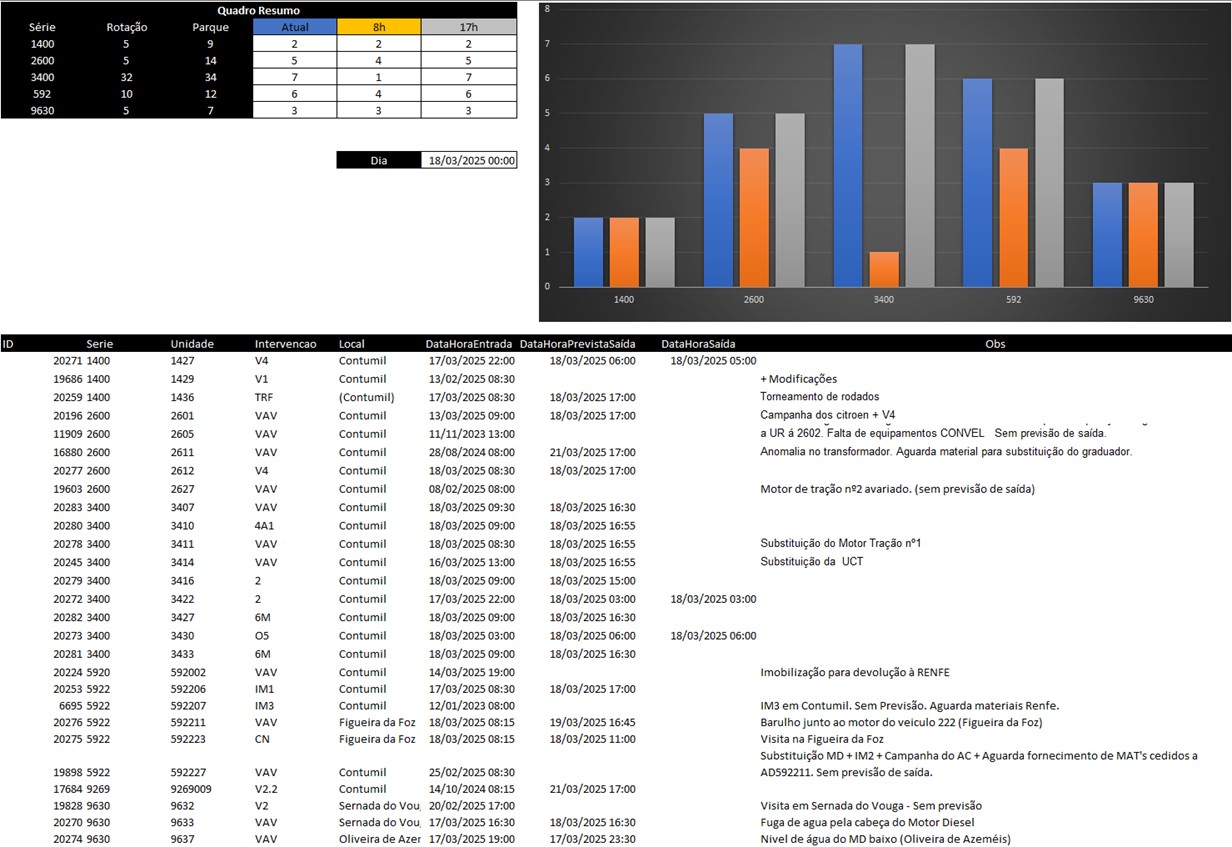 Quadro Resumo
Série Rotação Parque Atual 8h 17h
1400 5 9 2 2 2
2600 5 14 5 4 5
3400 32 34 7 1 7
592 10 12 6 4 6
9630 5 7 3 3 3
Dia 18/03/2025 00:00
8
7
6
5
4
3
2
1
0
1400 2600 3400 592 9630
ID Serie Unidade Intervencao Local DataHoraEntrada DataHoraPrevistaSaída DataHoraSaída Obs
20271 1400 1427 V4 Contumil 17/03/2025 22:00 18/03/2025 06:00 18/03/2025 05:00
19686 1400 1429 V1 Contumil 13/02/2025 08:30 + Modificações
20259 1400 1436 TRF (Contumil) 17/03/2025 08:30 18/03/2025 17:00 Torneamento de rodados
20196 2600 2601 VAV Contumil 13/03/2025 09:00 18/03/2025 17:00 Campanha dos citroen + V4
11909 2600 2605 VAV Contumil 11/11/2023 13:00 a UR á 2602. Falta de equipamentos CONVEL Sem previsão de saída.
16880 2600 2611 VAV Contumil 28/08/2024 08:00 21/03/2025 17:00 Anomalia no transformador. Aguarda material para substituição do graduador.
20277 2600 2612 V4 Contumil 18/03/2025 08:30 18/03/2025 17:00
19603 2600 2627 VAV Contumil 08/02/2025 08:00 Motor de tração nº2 avariado. (sem previsão de saída)
20283 3400 3407 VAV Contumil 18/03/2025 09:30 18/03/2025 16:30
20280 3400 3410 4A1 Contumil 18/03/2025 09:00 18/03/2025 16:55
20278 3400 3411 VAV Contumil 18/03/2025 08:30 18/03/2025 16:55 Substituição do Motor Tração nº1
20245 3400 3414 VAV Contumil 16/03/2025 13:00 18/03/2025 16:55 Substituição da UCT
20279 3400 3416 2 Contumil 18/03/2025 09:00 18/03/2025 15:00
20272 3400 3422 2 Contumil 17/03/2025 22:00 18/03/2025 03:00 18/03/2025 03:00
20282 3400 3427 6M Contumil 18/03/2025 09:00 18/03/2025 16:30
20273 3400 3430 O5 Contumil 18/03/2025 03:00 18/03/2025 06:00 18/03/2025 06:00
20281 3400 3433 6M Contumil 18/03/2025 09:00 18/03/2025 16:30
20224 5920 592002 VAV Contumil 14/03/2025 19:00 Imobilização para devolução à RENFE
20253 5922 592206 IM1 Contumil 17/03/2025 08:30 18/03/2025 17:00
6695 5922 592207 IM3 Contumil 12/01/2023 08:00 IM3 em Contumil. Sem Previsão. Aguarda materiais Renfe.
20276 5922 592211 VAV Figueira da Foz 18/03/2025 08:15 19/03/2025 16:45 Barulho junto ao motor do veiculo 222 (Figueira da Foz)
20275 5922 592223 CN Figueira da Foz 18/03/2025 08:15 18/03/2025 11:00 Visita na Figueira da Foz
Substituição MD + IM2 + Campanha do AC + Aguarda fornecimento de MAT's cedidos a
19898 5922 592227 VAV Contumil 25/02/2025 08:30 AD592211. Sem previsão de saída.
17684 9269 9269009 V2.2 Contumil 14/10/2024 08:15 21/03/2025 17:00
19828 9630 9632 V2 Sernada do Vou 20/02/2025 17:00 Visita em Sernada do Vouga - Sem previsão
20270 9630 9633 VAV Sernada do Vou 17/03/2025 16:30 18/03/2025 16:30 Fuga de agua pela cabeça do Motor Diesel
20274 9630 9637 VAV Oliveira de Azer 17/03/2025 19:00 17/03/2025 23:30 Nivel de água do MD baixo (Oliveira de Azeméis)